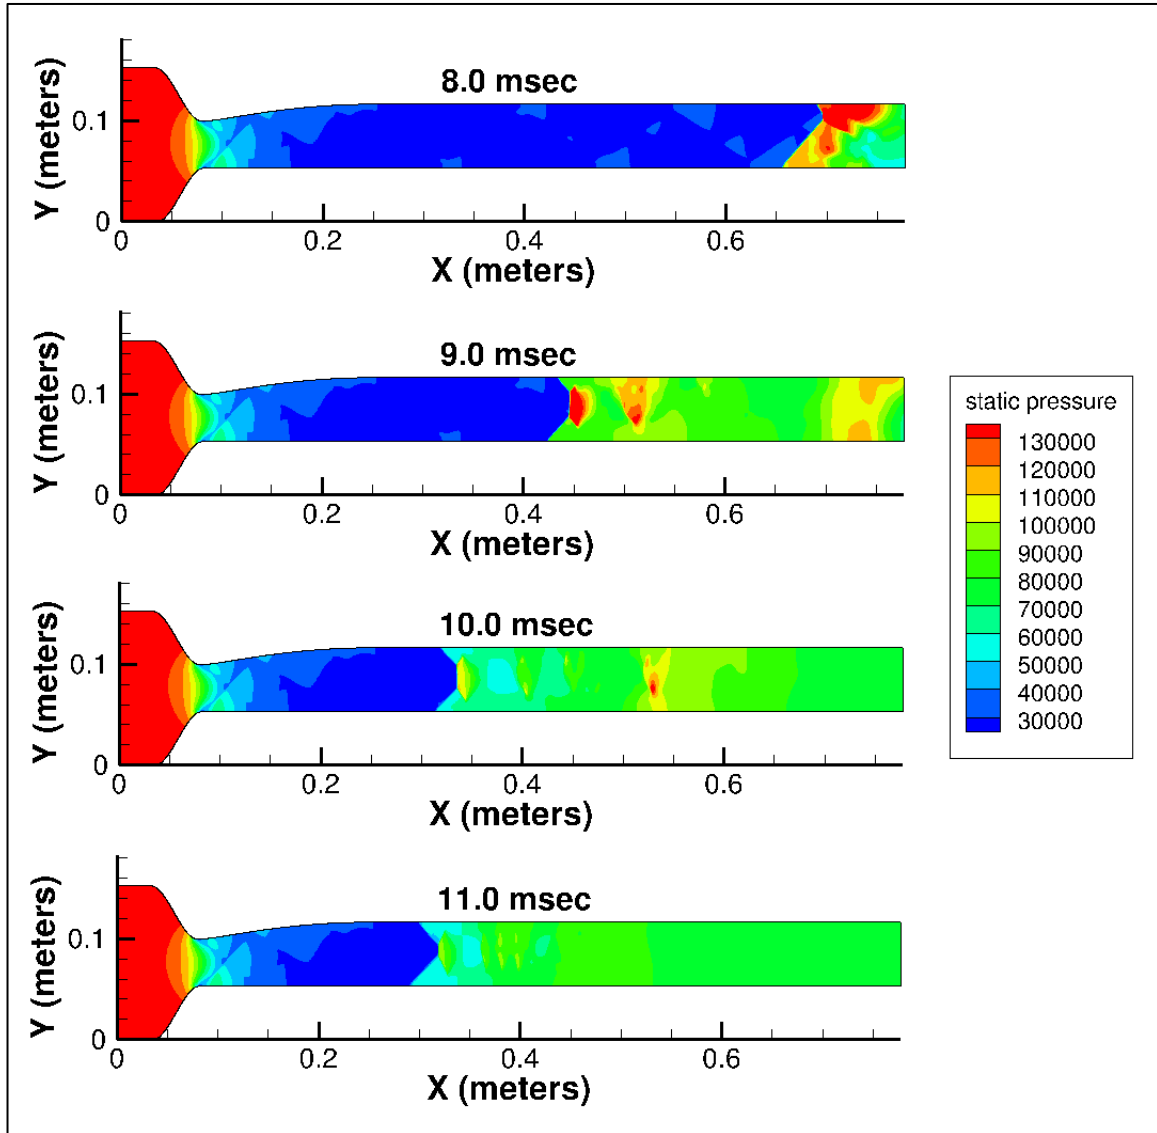 8.0 msec
Y (meters)
0.1
0
0 0.2 0.4 0.6
X (meters)
9.0 msec
Y (meters)
0.1
0
0 0.2 0.4 0.6
X (meters)
static pressure
130000
120000
110000
100000
90000
80000
70000
60000
50000
40000
30000
10.0 msec
Y (meters)
0.1
0
0 0.2 0.4 0.6
X (meters)
11.0 msec
Y (meters)
0.1
0
0 0.2 0.4 0.6
X (meters)